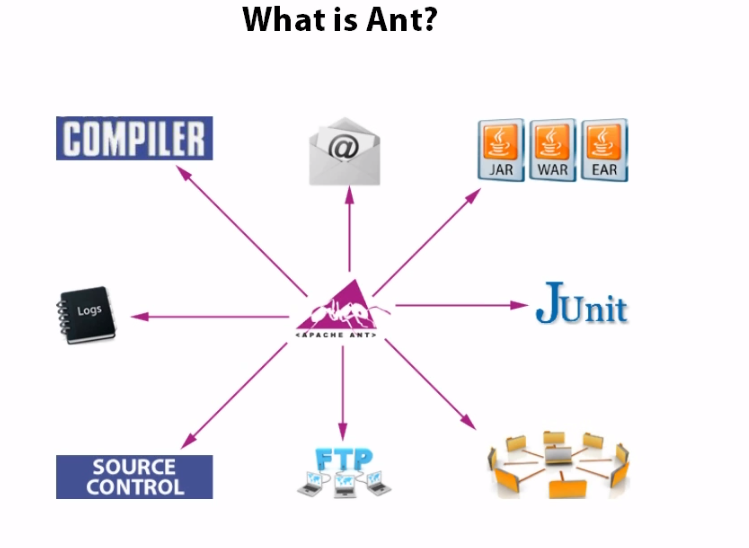 What is Ant?
COMPILER
@
JAR
WAR
EAR
Logs
<APACHE ANT>
JUnit
SOURCE
CONTROL
FTP